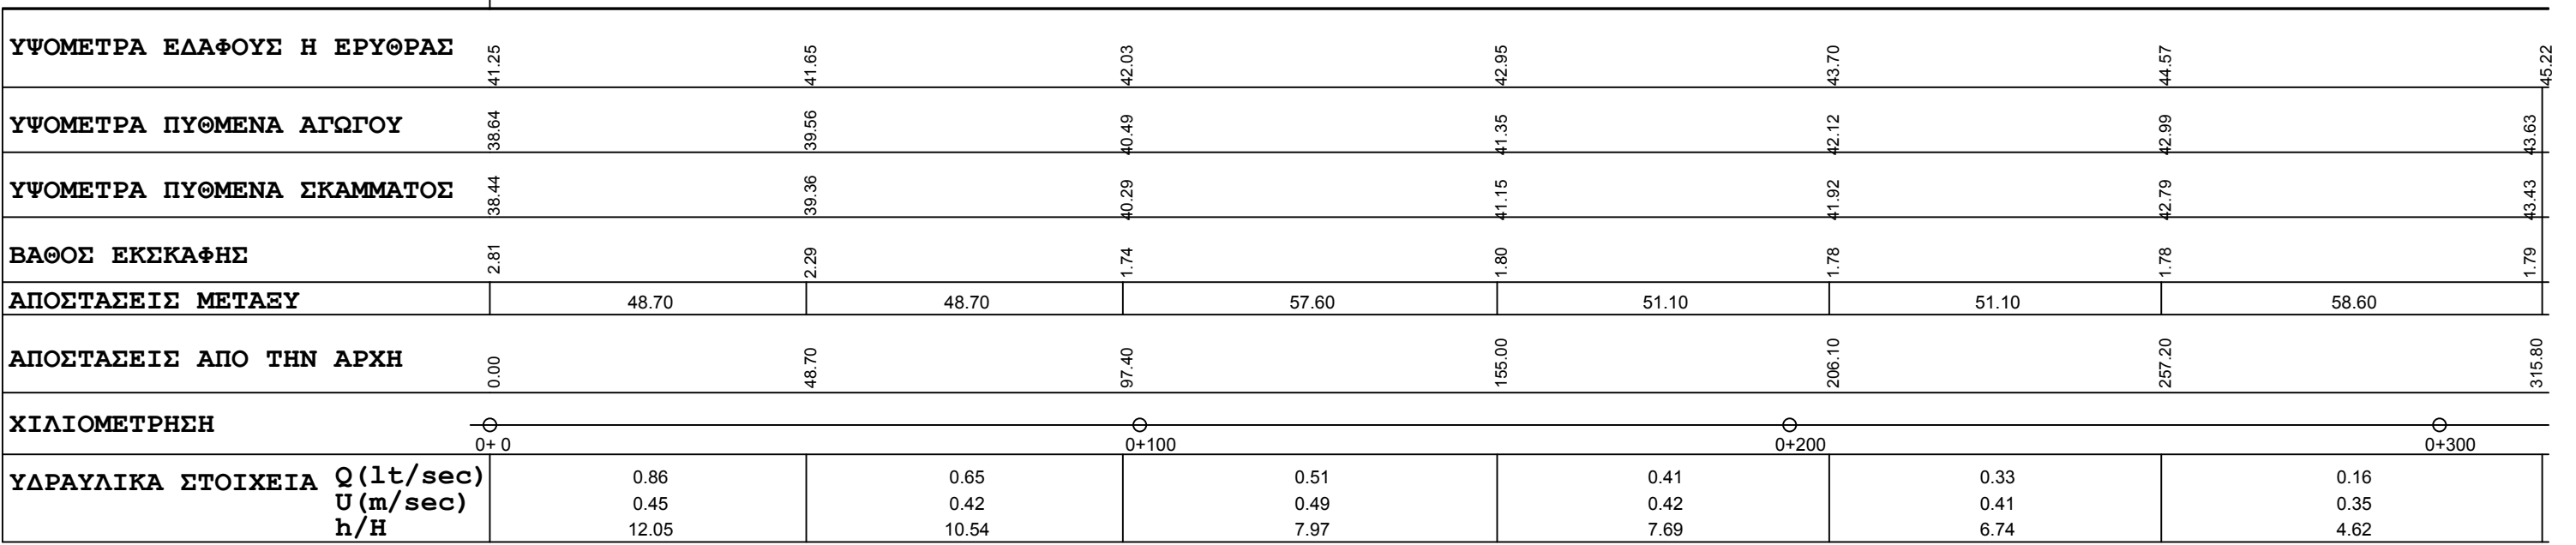 ΥΨΟΜΕΤΡΑ ΕΔΑΦΟΥΣ Η ΕΡΥΘΡΑΣ 41.25 41.65 42.03 42.95 43.70 44.57 45.22
ΥΨΟΜΕΤΡΑ ΠΥΘΜΕΝΑ ΑΓΩΓΟΥ 38.64 39.56 40.49 41.35 42.12 42.99 43.63
ΥΨΟΜΕΤΡΑ ΠΥΘΜΕΝΑ ΣΚΑΜΜΑΤΟΣ 38.44 39.36 40.29 41.15 41.92 42.79 43.43
ΒΑΘΟΣ ΕΚΣΚΑΦΗΣ 2.81 2.29 1.74 1.80 1.78 1.78 1.79
ΑΠΟΣΤΑΣΕΙΣ ΜΕΤΑΞΥ 48.70 48.70 57.60 51.10 51.10 58.60
ΑΠΟΣΤΑΣΕΙΣ ΑΠΟ ΤΗΝ ΑΡΧΗ 0.00 48.70 97.40 155.00 206.10 257.20 315.80
ΧΙΛΙΟΜΕΤΡΗΣΗ
0+ 0 0+100 0+200 0+300
ΥΔΡΑΥΛΙΚΑ ΣΤΟΙΧΕΙΑ Q(lt/sec) 0.86 0.65 0.51 0.41 0.33 0.16
U(m/sec) 0.45 0.42 0.49 0.42 0.41 0.35
h/H 12.05 10.54 7.97 7.69 6.74 4.62